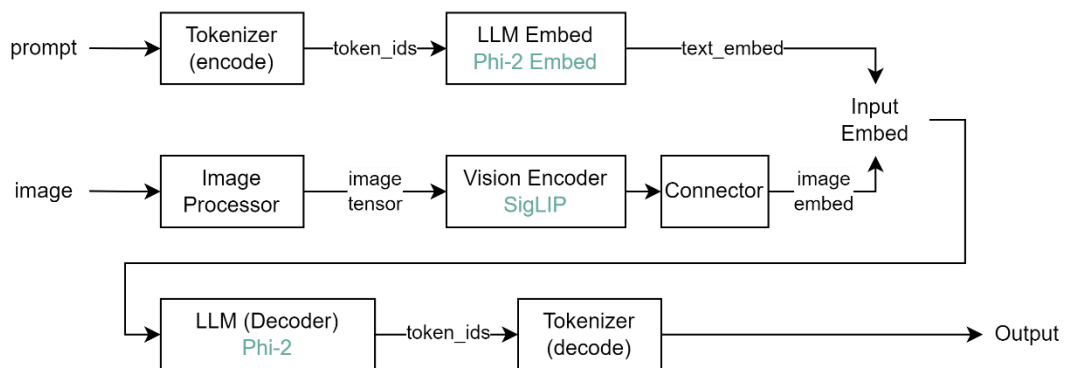 prompt
Tokenizer
(encode)
token_ids
LLM Embed
Phi-2 Embed
text_embed
Input
Embed
image
Image
Processor
image
tensor
Vision Encoder
SigLIP
Connector
image
embed
LLM (Decoder)
Phi-2
token_ids
Tokenizer
(decode)
Output